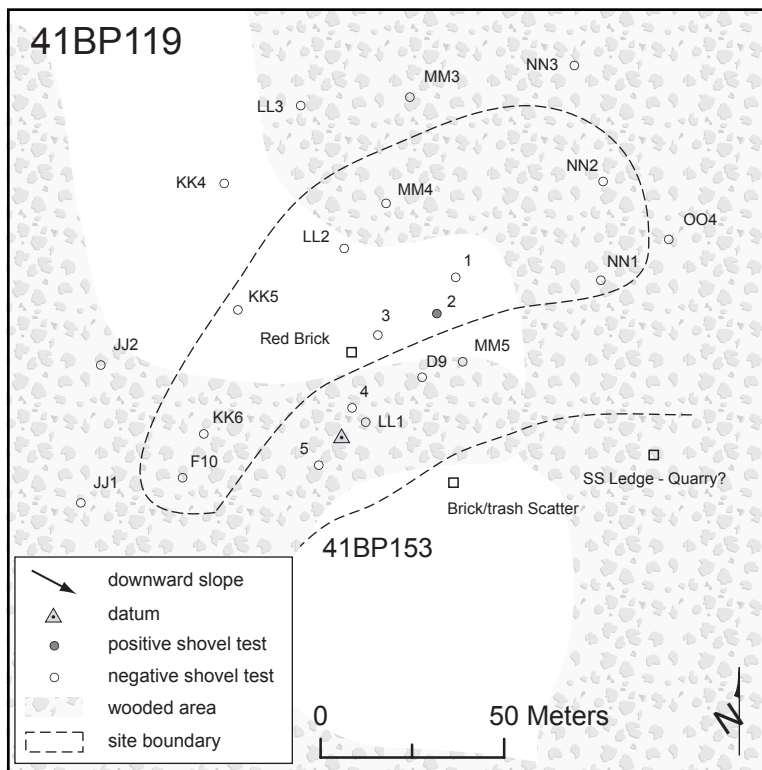 41BP119
NN3
MM3
LL3
KK4
NN2
MM4
OO4
LL2
1
NN1
2
KK5
3
Red Brick
MM5
JJ2
D9
4
LL1
KK6
5
F10
JJ1
SS Ledge - Quarry?
Brick/trash Scatter
41BP153
downward slope
datum
positive shovel test
negative shovel test
wooded area
site boundary
0 50 Meters
N